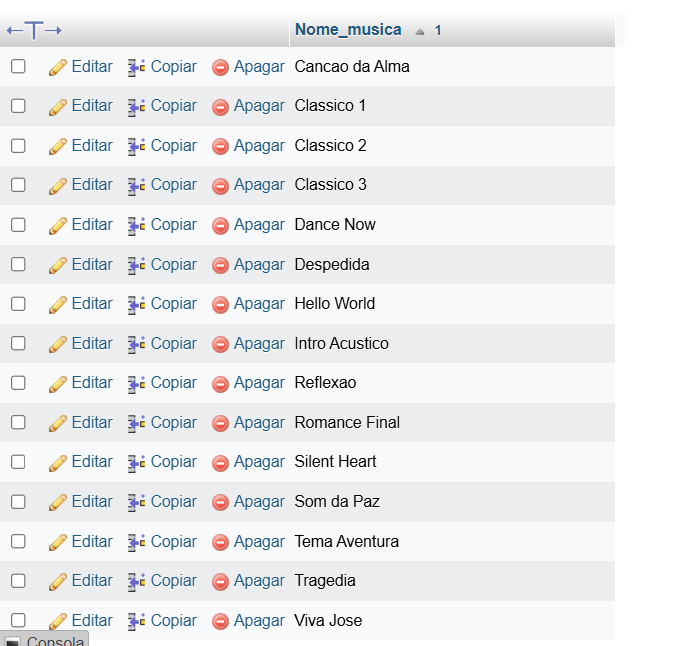 ←T→ Nome_musica 1
Editar Copiar Apagar Cancao da Alma
Editar Copiar Apagar Classico 1
Editar Copiar Apagar Classico 2
Editar Copiar Apagar Classico 3
Editar Copiar Apagar Dance Now
Editar Copiar Apagar Despedida
Editar Copiar Apagar Hello World
Editar Copiar Apagar Intro Acustico
Editar Copiar Apagar Reflexao
Editar Copiar Apagar Romance Final
Editar Copiar Apagar Silent Heart
Editar Copiar Apagar Som da Paz
Editar Copiar Apagar Tema Aventura
Editar Copiar Apagar Tragedia
Editar Copiar Apagar Viva Jose
Consola